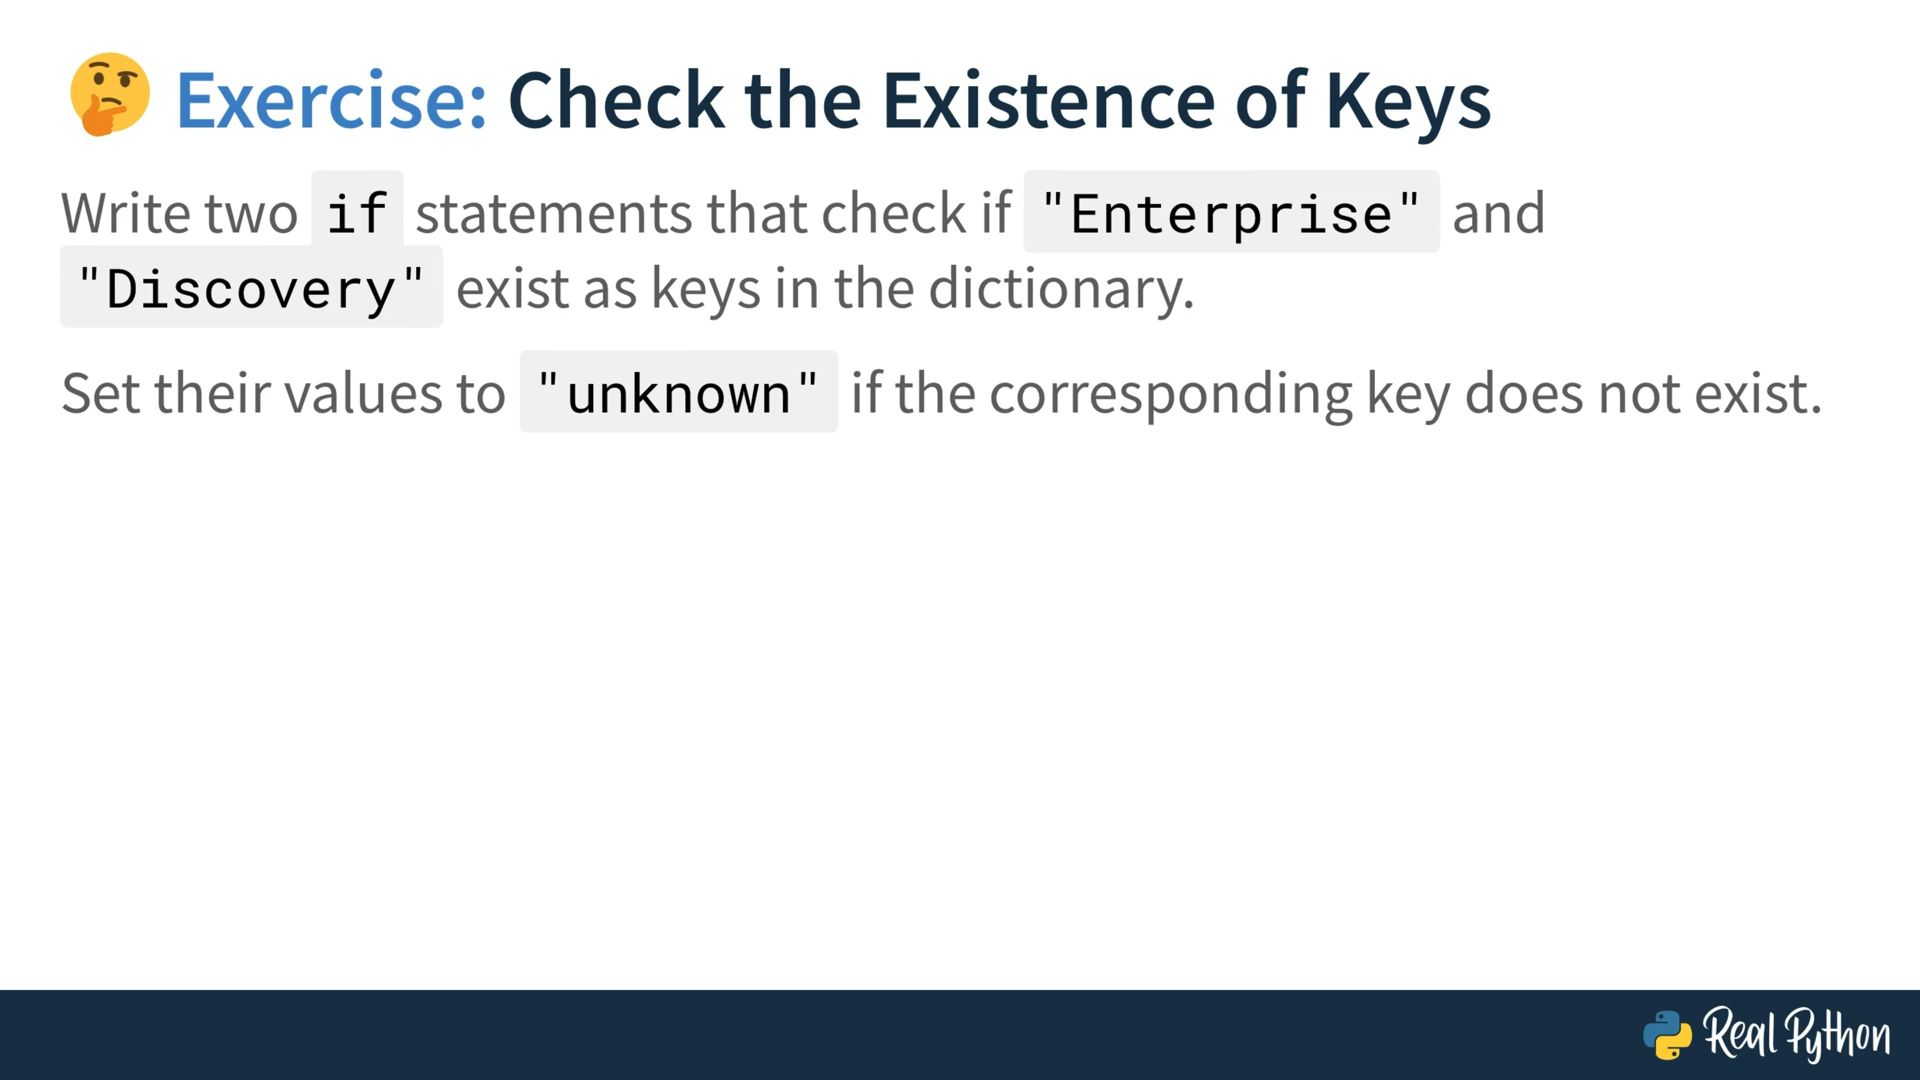 Exercise: Check the Existence of Keys
Write two if statements that check if "Enterprise" and
"Discovery" exist as keys in the dictionary.
Set their values to "unknown" if the corresponding key does not exist.
Real Python